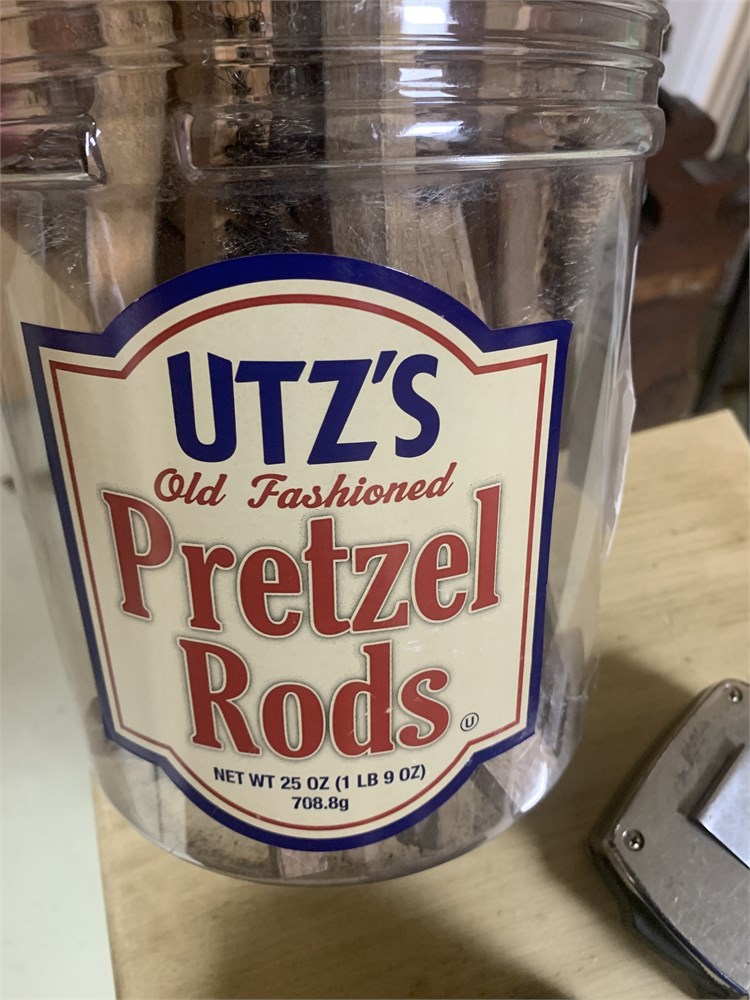 UTZ'S
Old Fashioned
Pretzel
Rods
U
NET WT 25 OZ (1 LB 9 OZ)
708.8g